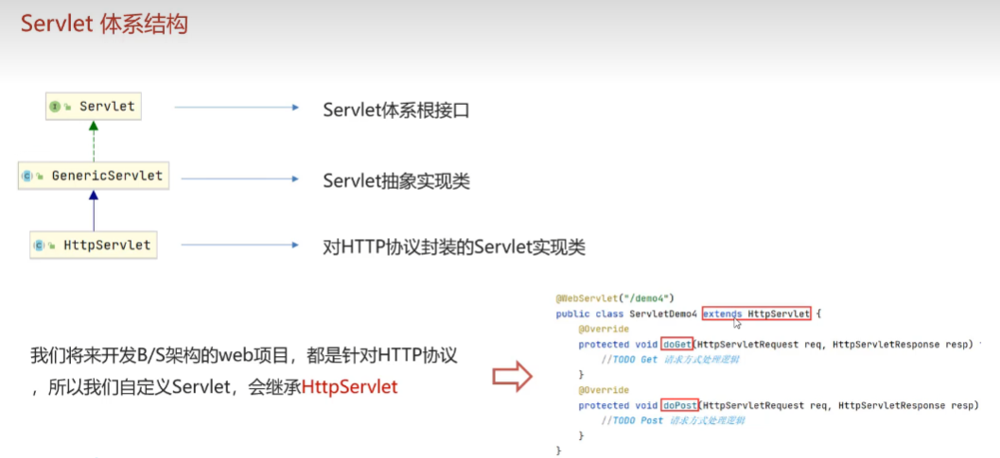 Servlet 体系结构
Servlet
Servlet体系根接口
GenericServlet
Servlet抽象实现类
HttpServlet
对HTTP协议封装的Servlet实现类
我们将来开发B/S架构的web项目，都是针对HTTP协议
，所以我们自定义Servlet，会继承HttpServlet
@WebServlet("/demo4")
public class ServletDemo4 extends HttpServlet {
@Override
protected void doGet(HttpServletRequest req, HttpServletResponse resp)
//TODO Get 请求方式处理逻辑
}
@Override
protected void doPost(HttpServletRequest req, HttpServletResponse resp)
//TODO Post 请求方式处理逻辑
}
}